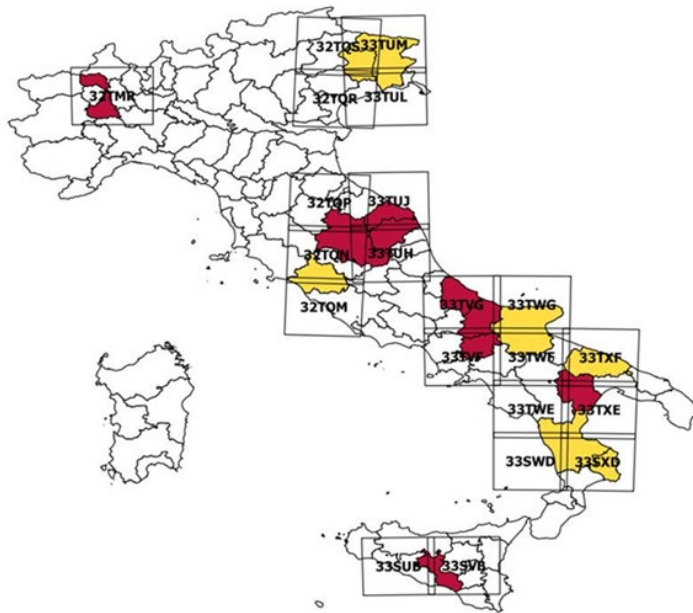 32TQS 33TUM
32TMR
32TQR 33TUL
32TQP 33TUJ
32TQN 33TUH
32TQM
33TVG 33TWG
33TVF 33TWF 33TXF
33TWE 33TXE
33SWD 33SXD
33SUB 33SVB